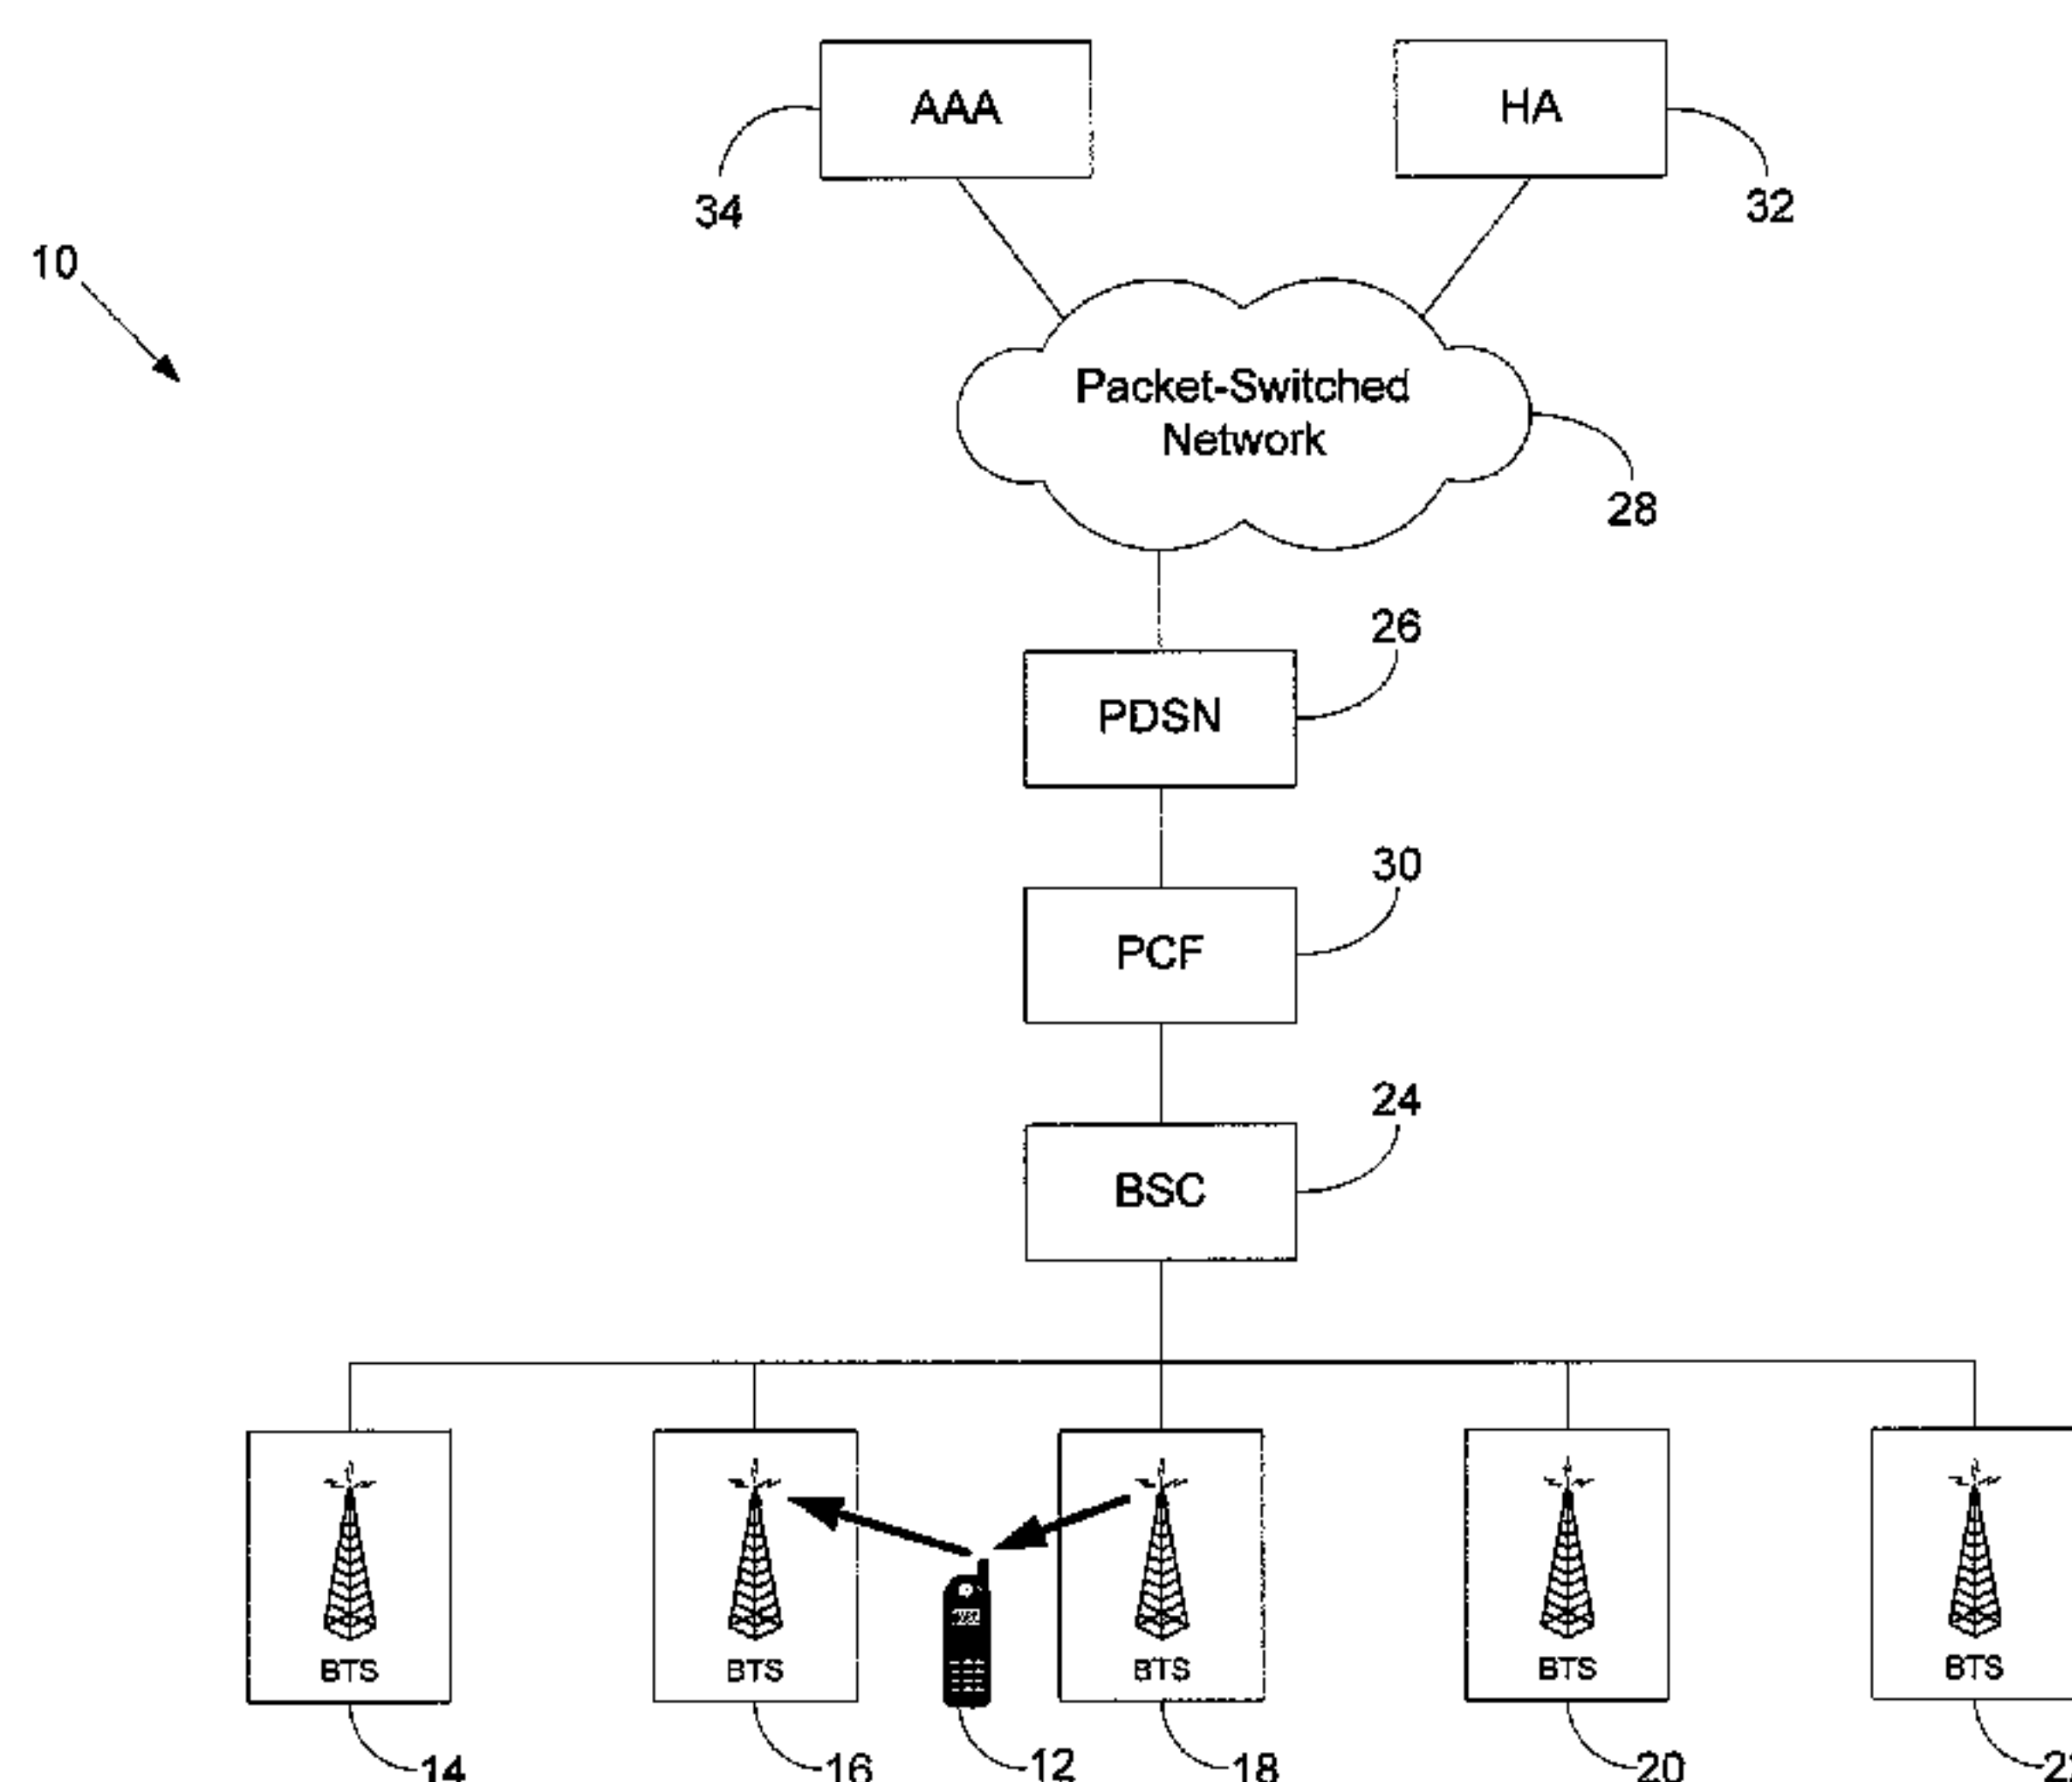 AAA
HA
34
32
10
Packet-Switched
Network
28
26
PDSN
30
PCF
24
BSC
BTS
BTS
BTS
BTS
BTS
14
16
12
18
20